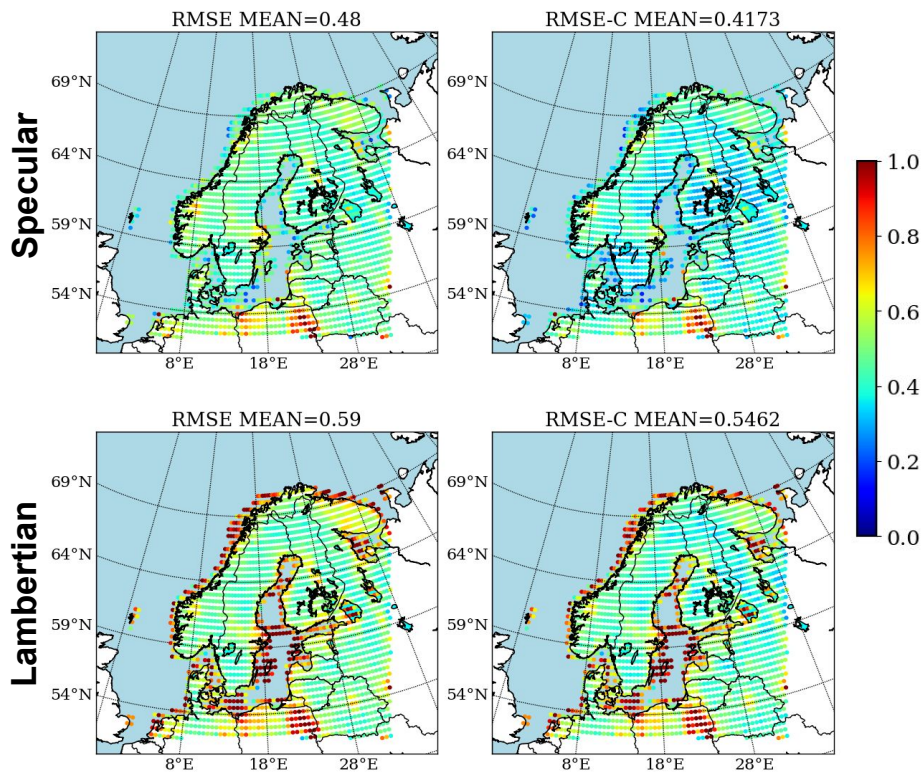 RMSE MEAN=0.48
RMSE-C MEAN=0.4173
Specular
69°N
64°N
59°N
54°N
8°E
18°E
28°E
69°N
64°N
59°N
54°N
8°E
18°E
28°E
1.0
0.8
0.6
0.4
0.2
0.0
RMSE MEAN=0.59
RMSE-C MEAN=0.5462
Lambertian
69°N
64°N
59°N
54°N
8°E
18°E
28°E
69°N
64°N
59°N
54°N
8°E
18°E
28°E